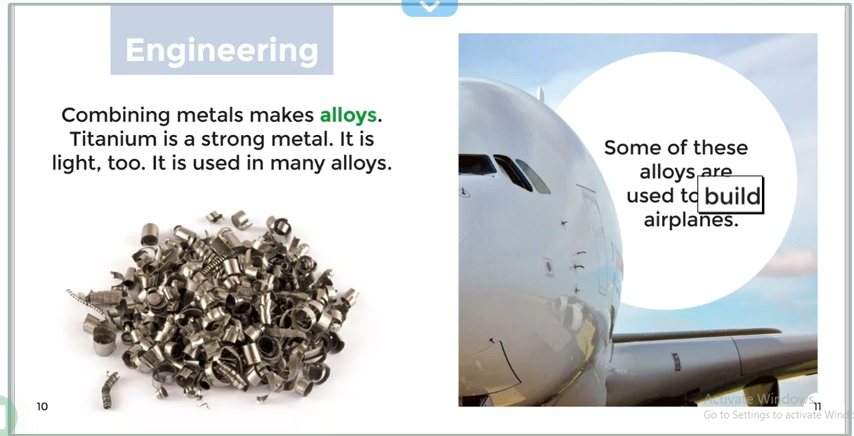 Engineering
Combining metals makes alloys.
Titanium is a strong metal. It is
light, too. It is used in many alloys.
10
Some of these
alloys are
used to build
airplanes.
Activate Windows
11
Go to Settings to activate Windo